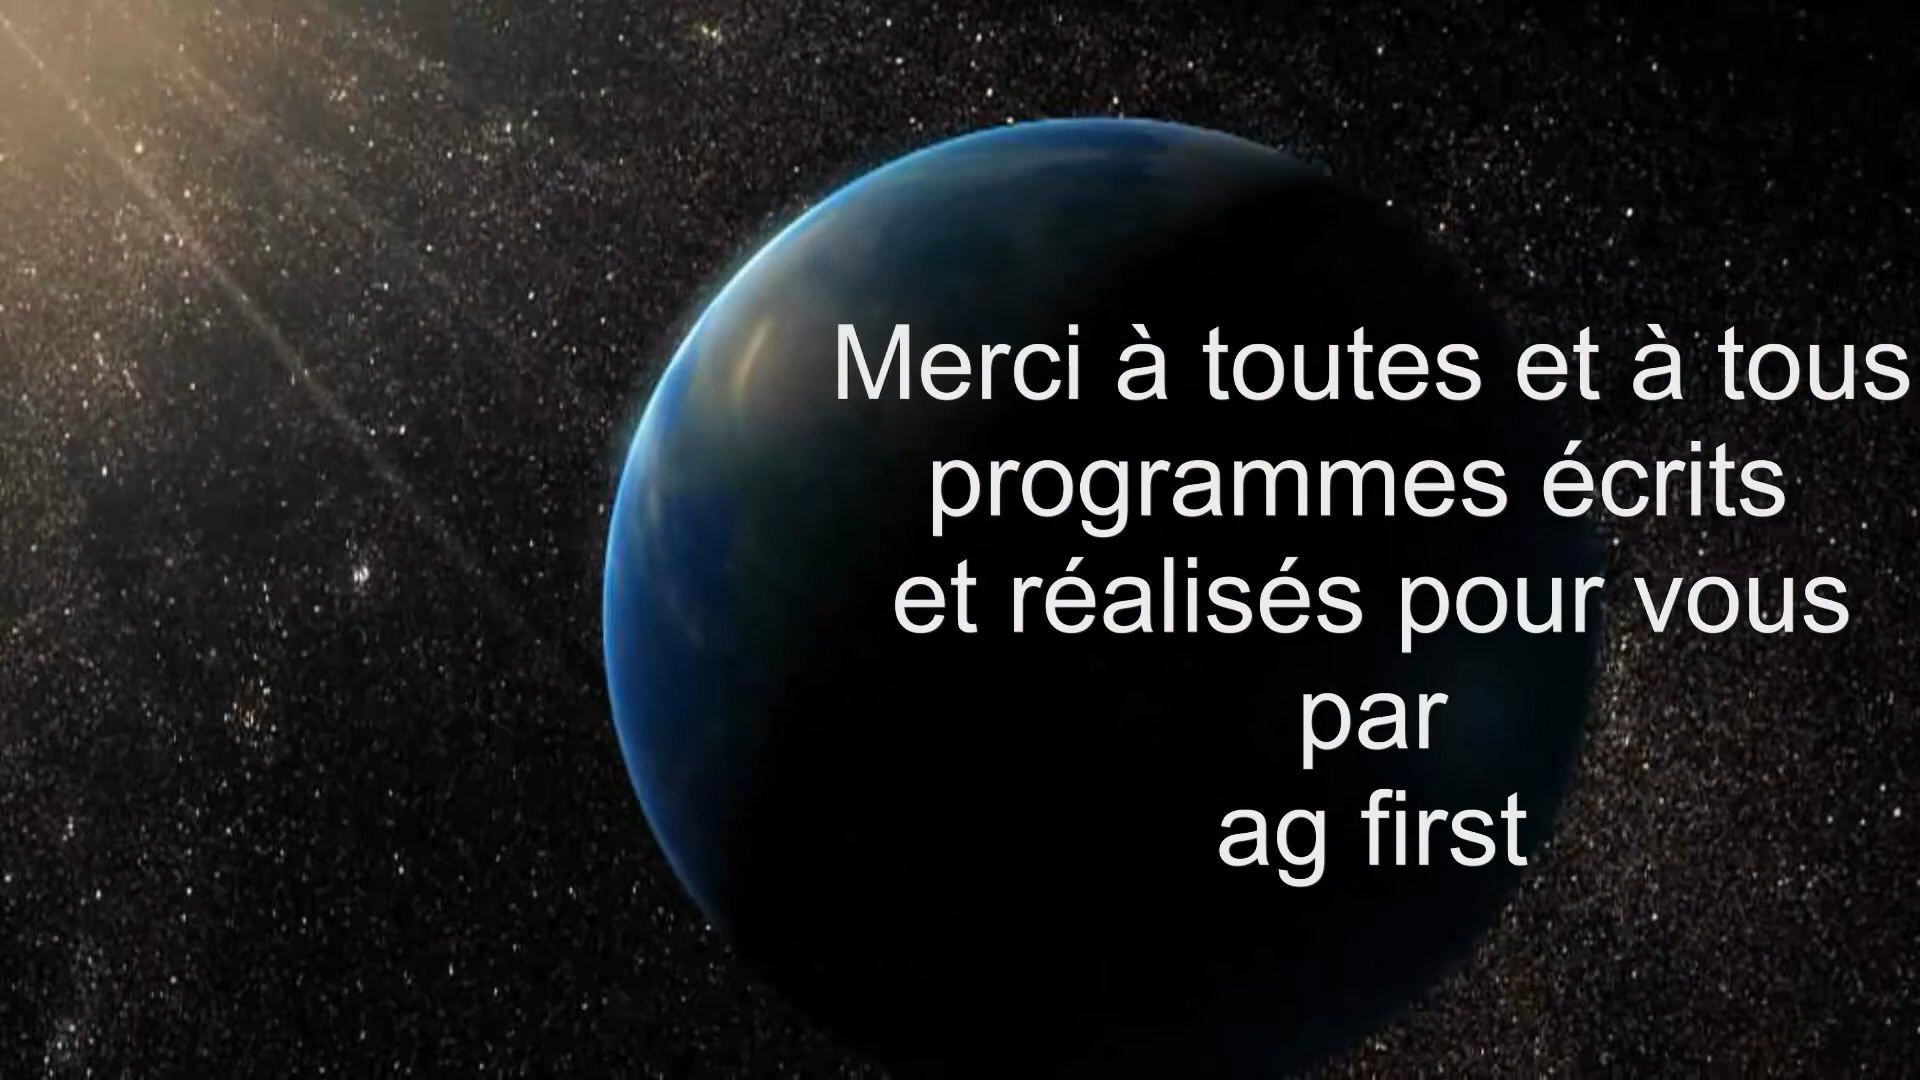 Merci à toutes et à tous
programmes écrits
et réalisés pour vous
par
ag first